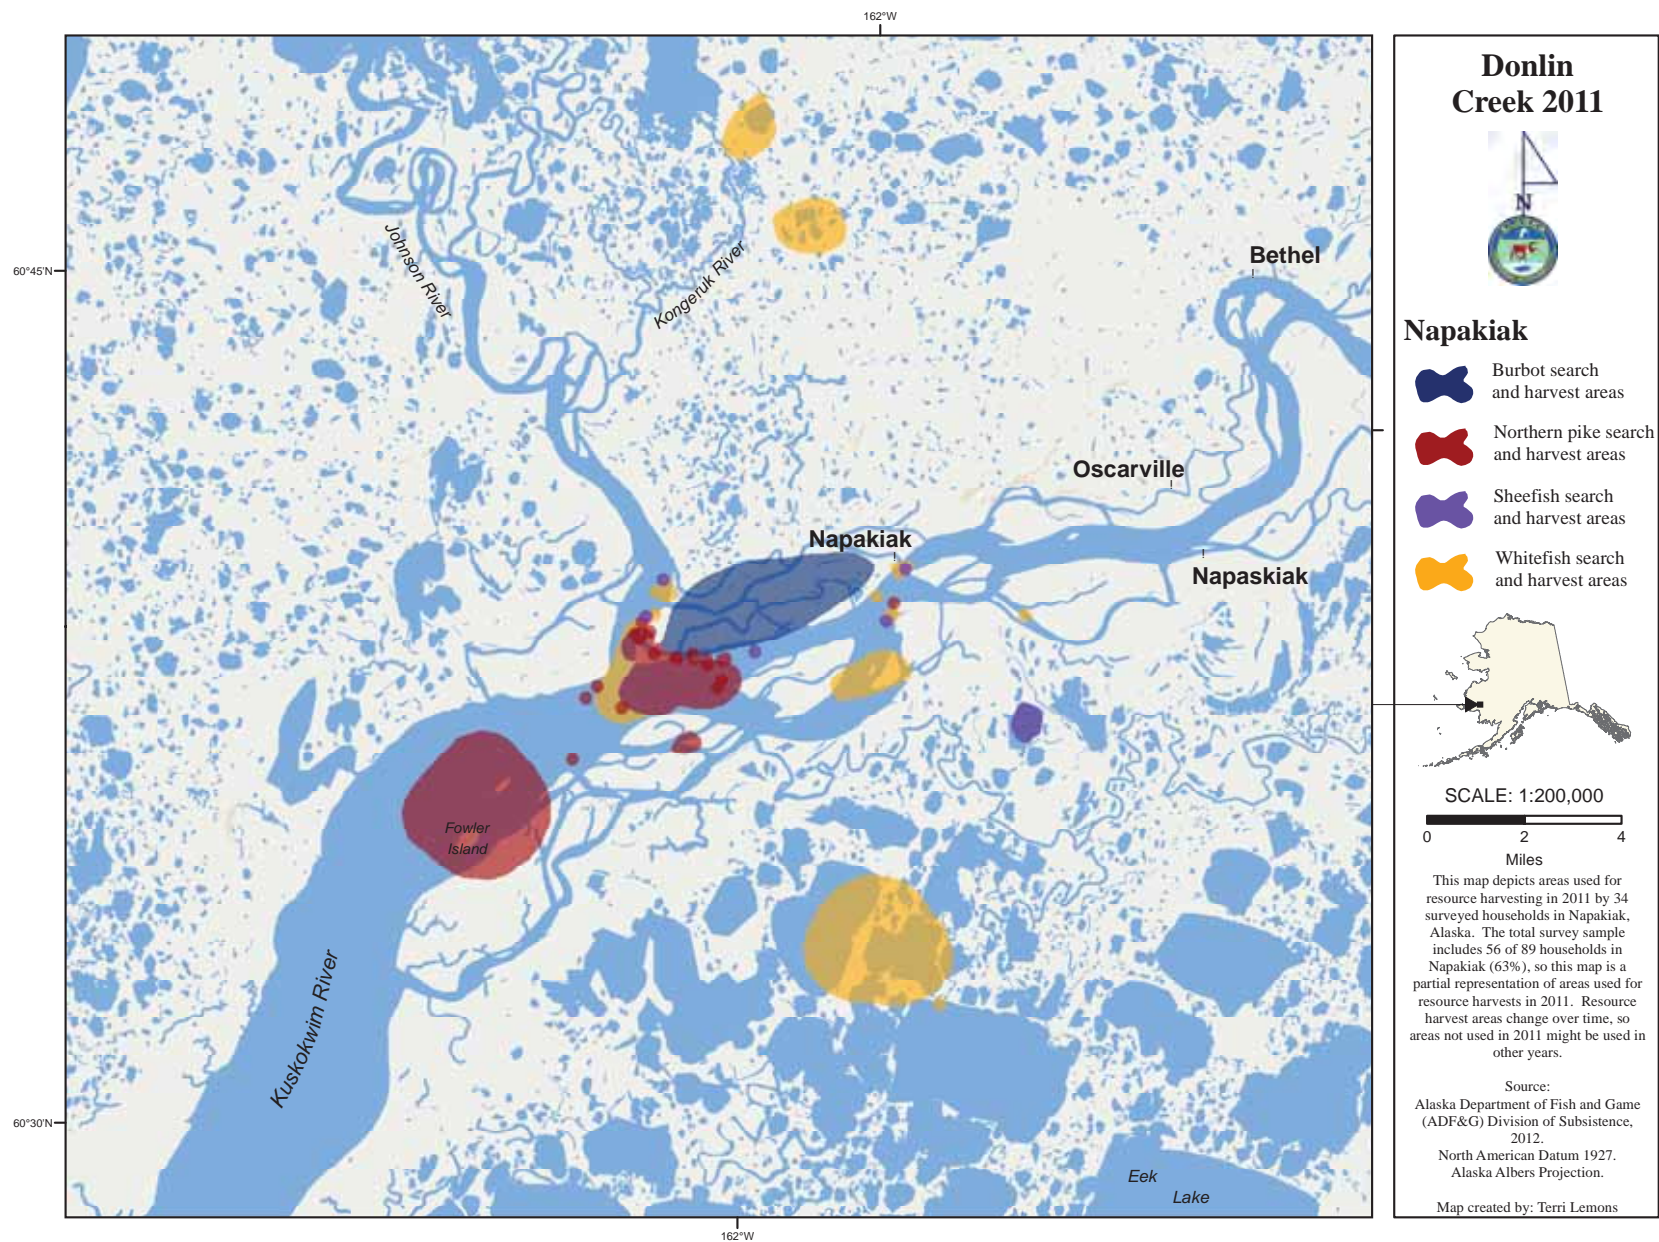 162°W
60°45'N
60°30'N
162°W
Johnson River
Kongeruk River
Bethel
Oscarville
Napakiak
Napaskiak
Fowler
Island
Kuskokwim River
Eek
Lake
Donlin
Creek 2011
N
Napakiak
Burbot search
and harvest areas
Northern pike search
and harvest areas
Sheefish search
and harvest areas
Whitefish search
and harvest areas
SCALE: 1:200,000
0 2 4
Miles
This map depicts areas used for
resource harvesting in 2011 by 34
surveyed households in Napakiak,
Alaska. The total survey sample
includes 56 of 89 households in
Napakiak (63%), so this map is a
partial representation of areas used for
resource harvests in 2011. Resource
harvest areas change over time, so
areas not used in 2011 might be used in
other years.
Source:
Alaska Department of Fish and Game
(ADF&G) Division of Subsistence,
2012.
North American Datum 1927.
Alaska Albers Projection.
Map created by: Terri Lemons